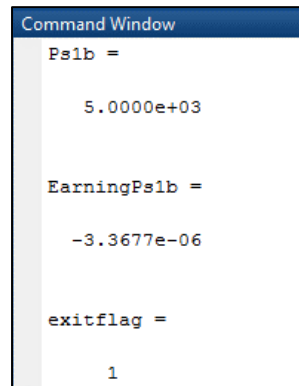 Command Window
Ps1b =
5.0000e+03
EarningPs1b =
-3.3677e-06
exitflag =
1